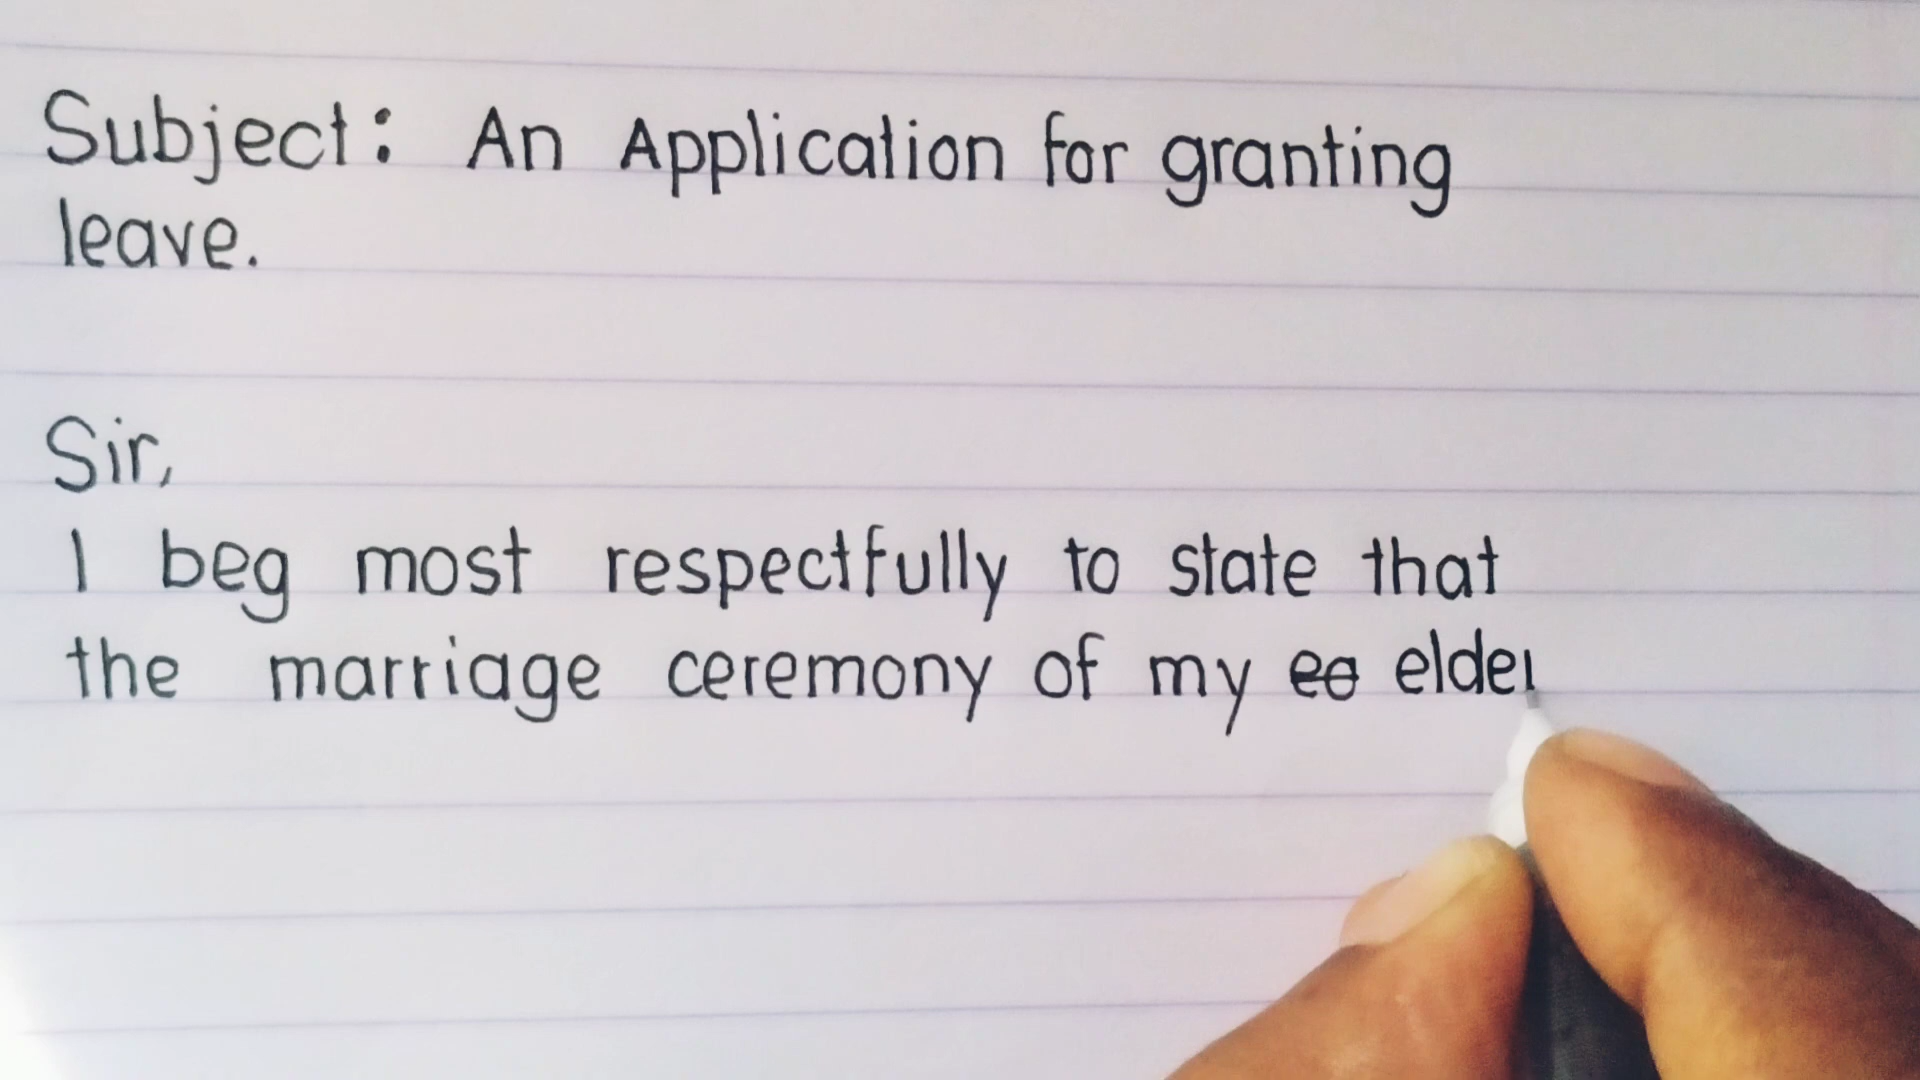 Subject: An Application for granting
leave.
Sir,
I beg most respectfully to state that
the marriage ceremony of my elder